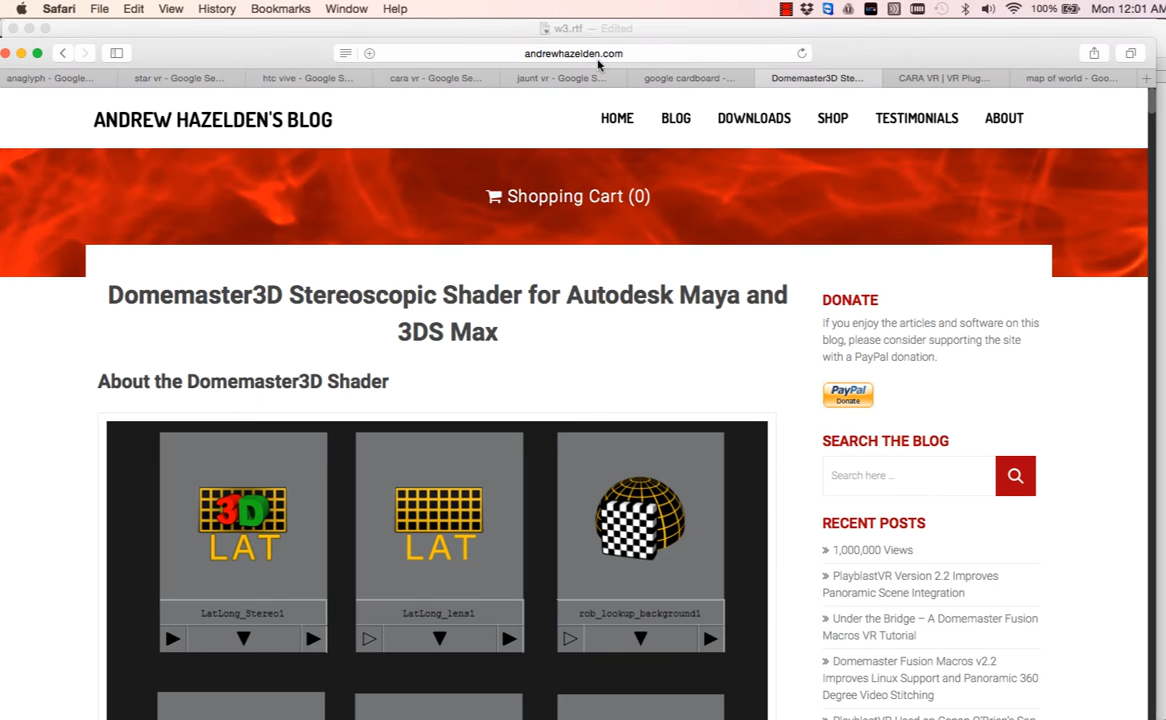 Safari File Edit View History Bookmarks Window Help 100% Mon 12:01 AM
w3.rtf — Edited
andrewhazelden.com
anaglyph - Google... star vr - Google Se... htc vive - Google S... cara vr - Google Se... jaunt vr - Google S... google cardboard -... Domemaster3D Ste... CARA VR | VR Plug... map of world - Goo...
ANDREW HAZELDEN'S BLOG HOME BLOG DOWNLOADS SHOP TESTIMONIALS ABOUT
Shopping Cart (0)
Domemaster3D Stereoscopic Shader for Autodesk Maya and
3DS Max
About the Domemaster3D Shader
3D LAT LAT
LatLong_Stereo1 LatLong_lens1 rob_lookup_background1
DONATE
If you enjoy the articles and software on this
blog, please consider supporting the site
with a PayPal donation.
PayPal
Donate
SEARCH THE BLOG
Search here ...
RECENT POSTS
» 1,000,000 Views
» PlayblastVR Version 2.2 Improves
Panoramic Scene Integration
» Under the Bridge – A Domemaster Fusion
Macros VR Tutorial
» Domemaster Fusion Macros v2.2
Improves Linux Support and Panoramic 360
Degree Video Stitching
» PlayblastVR Used on Conan O'Brien's